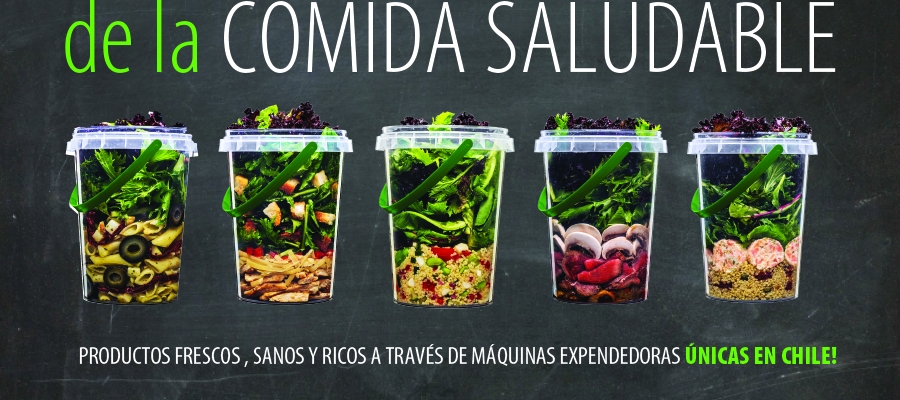 de la COMIDA SALUDABLE
PRODUCTOS FRESCOS , SANOS Y RICOS A TRAVÉS DE MÁQUINAS EXPENDEDORAS ÚNICAS EN CHILE!